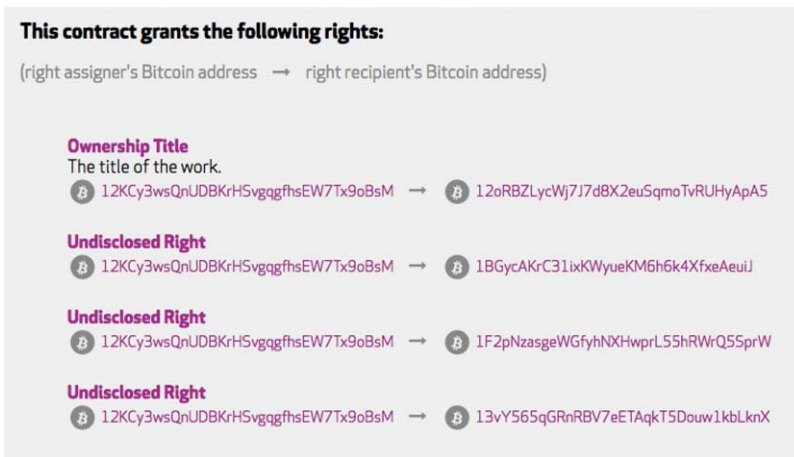 This contract grants the following rights:
(right assigner's Bitcoin address → right recipient's Bitcoin address)
Ownership Title
The title of the work.
12KCy3wsQnUDBKrHSvgqgfhsEW7Tx9oBsM → 12oRBZLycWj7J7d8X2euSqmoTvRUHyApA5
Undisclosed Right
12KCy3wsQnUDBKrHSvgqgfhsEW7Tx9oBsM → 1BGycAKrC31ixKWyueKM6h6k4XfxeAeuiJ
Undisclosed Right
12KCy3wsQnUDBKrHSvgqgfhsEW7Tx9oBsM → 1F2pNzasgeWGfyhNXHwprL55hRWrQ5SprW
Undisclosed Right
12KCy3wsQnUDBKrHSvgqgfhsEW7Tx9oBsM → 13vY565qGRnRBV7eETAqkT5Douw1kbLknX